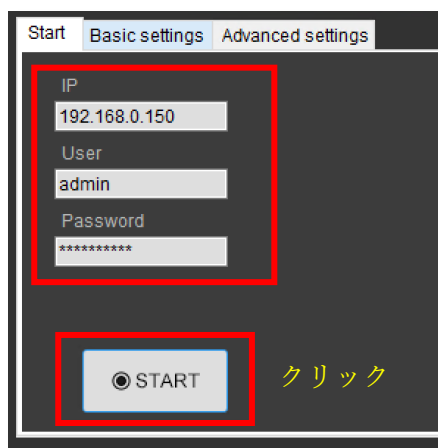 Start Basic settings Advanced settings
IP
192.168.0.150
User
admin
Password
**********
START クリック